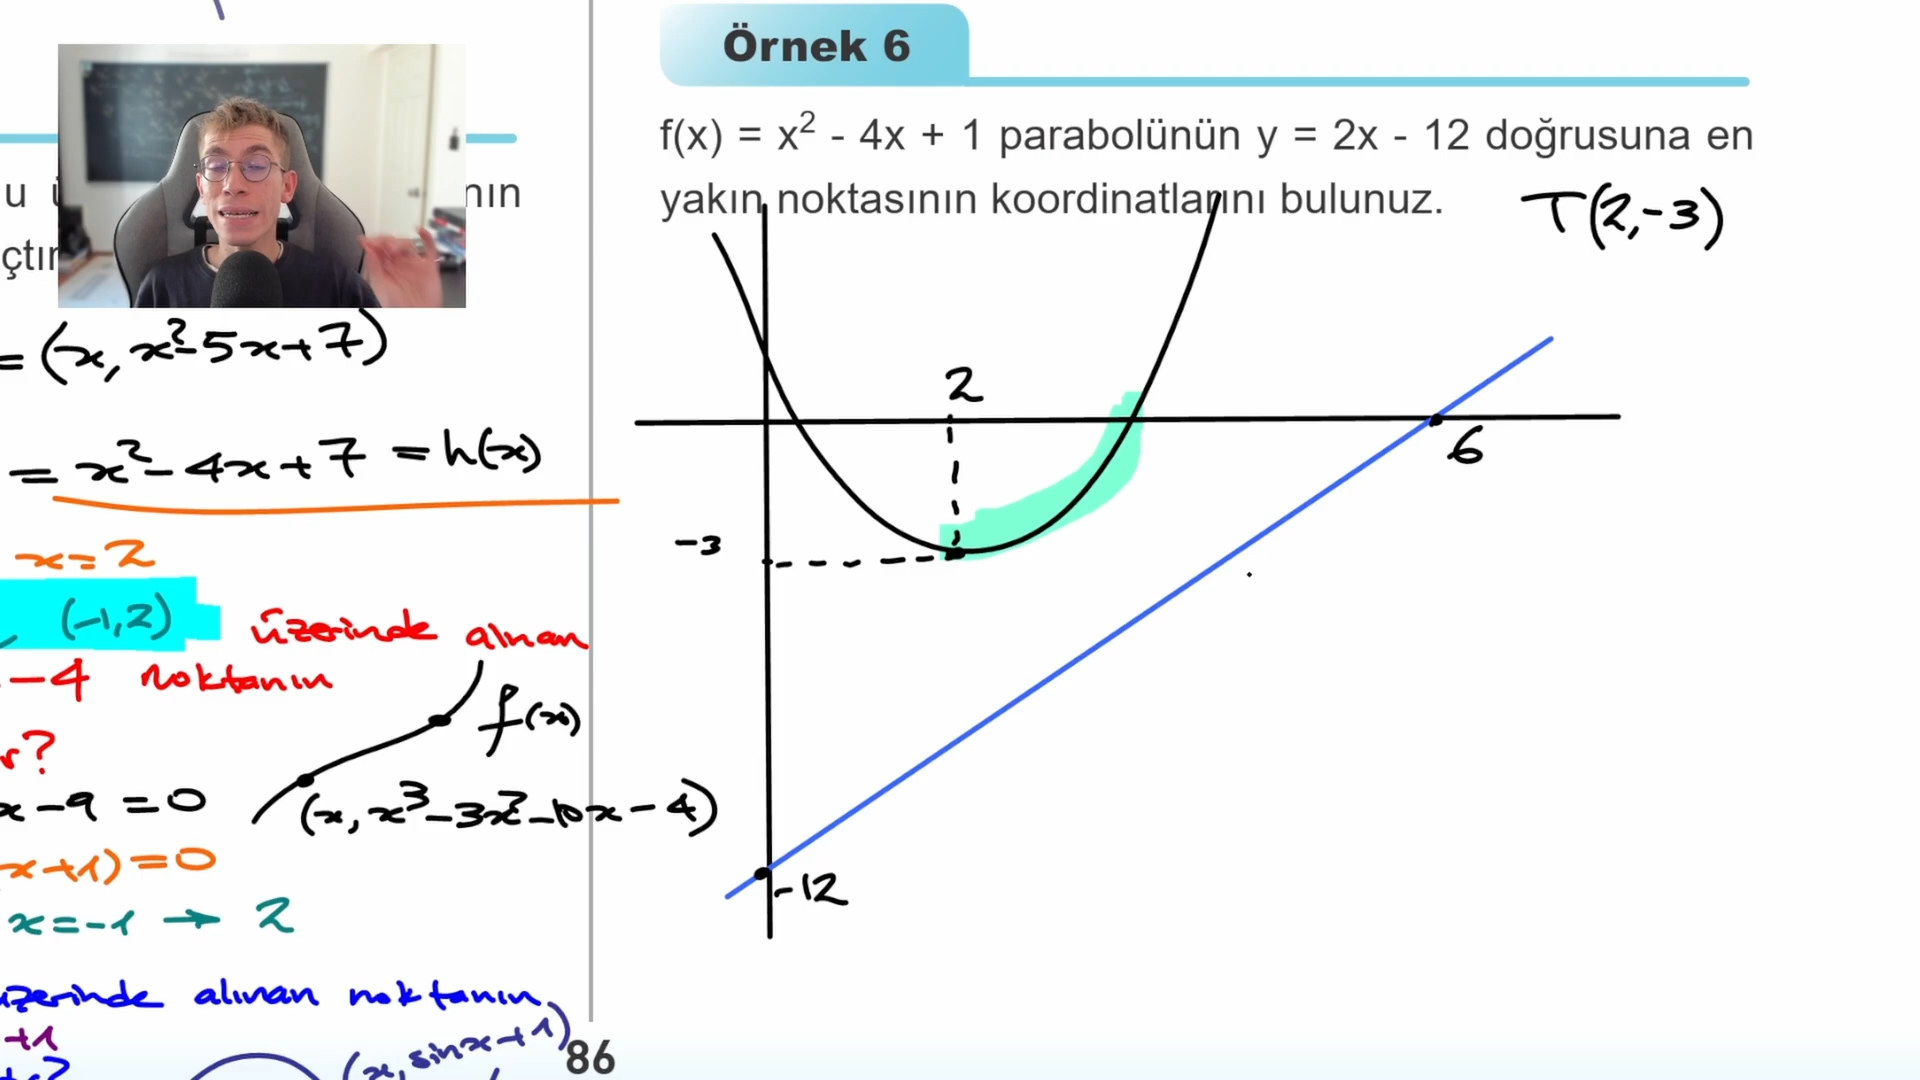 Örnek 6
f(x) = x² - 4x + 1 parabolünün y = 2x - 12 doğrusuna en
yakın noktasının koordinatlarını bulunuz.
T(2,-3)
2
6
-3
-12
nın
= (x, x²-5x+7)
= x²-4x+7 = h(x)
x=2
(-1,2) üzerinde alınan
-4 noktanın
f(x)
r?
x-9 =0
(x, x³-3x²-10x-4)
x+1)=0
x=-1 → 2
üzerinde alınan noktanın
+1
(x, sinx+1)
86